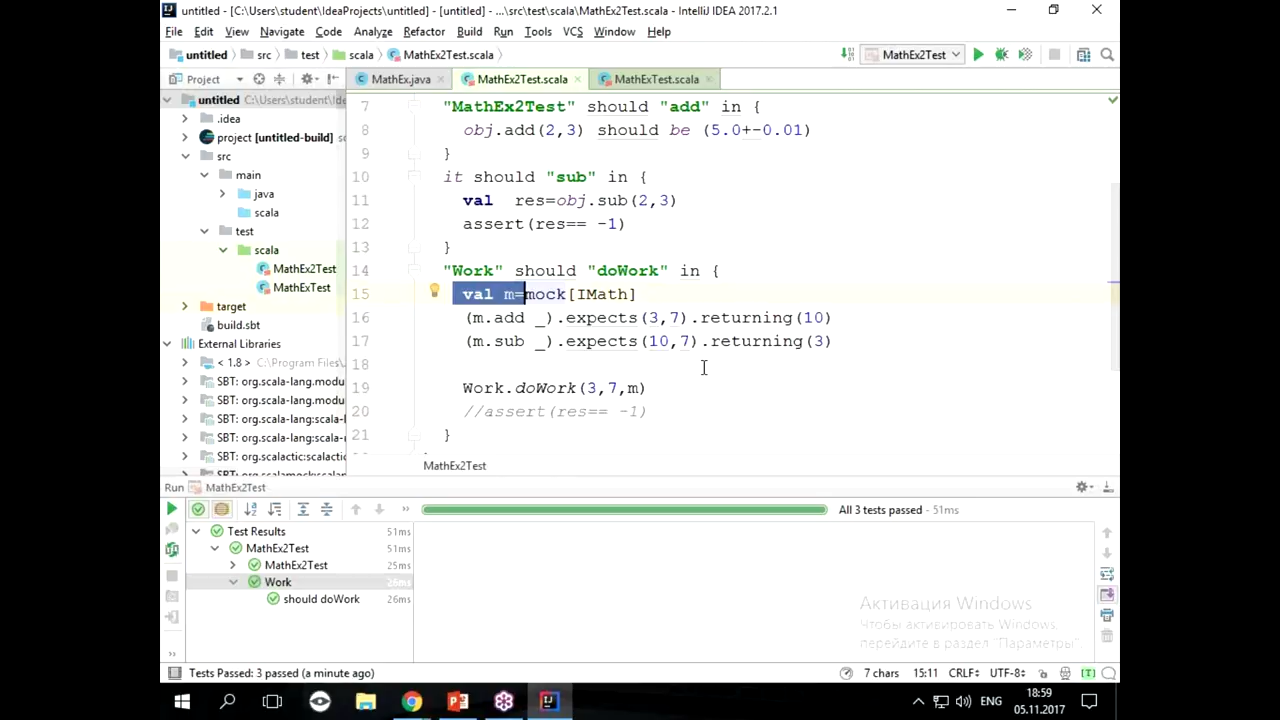 untitled - [C:\Users\student\IdeaProjects\untitled] - [untitled] - ...\src\test\scala\MathEx2Test.scala - IntelliJ IDEA 2017.2.1
File Edit View Navigate Code Analyze Refactor Build Run Tools VCS Window Help
untitled src test scala MathEx2Test.scala MathEx2Test
Project MathEx.java MathEx2Test.scala MathExTest.scala
untitled C:\Users\student\Ide
.idea
project [untitled-build]
src
main
java
scala
test
scala
MathEx2Test
MathExTest
target
build.sbt
External Libraries
< 1.8 > C:\Program Files\
SBT: org.scala-lang.modu
SBT: org.scala-lang.modu
SBT: org.scala-lang:scala-
SBT: org.scala-lang:scala-
SBT: org.scalactic:scalactic
SBT: org.scalamock:scalam
7 "MathEx2Test" should "add" in {
8 obj.add(2,3) should be (5.0+-0.01)
9 }
10 it should "sub" in {
11 val res=obj.sub(2,3)
12 assert(res== -1)
13 }
14 "Work" should "doWork" in {
15 val m=mock[IMath]
16 (m.add _).expects(3,7).returning(10)
17 (m.sub _).expects(10,7).returning(3)
18
19 Work.doWork(3,7,m)
20 //assert(res== -1)
21 }
MathEx2Test
Run MathEx2Test
All 3 tests passed - 51ms
Test Results 51ms
MathEx2Test 51ms
MathEx2Test 25ms
Work 26ms
should doWork 26ms
Активация Windows
Чтобы активировать Windows,
перейдите в раздел "Параметры".
Tests Passed: 3 passed (a minute ago) 7 chars 15:11 CRLF÷ UTF-8÷ [T]
ENG 18:59
05.11.2017